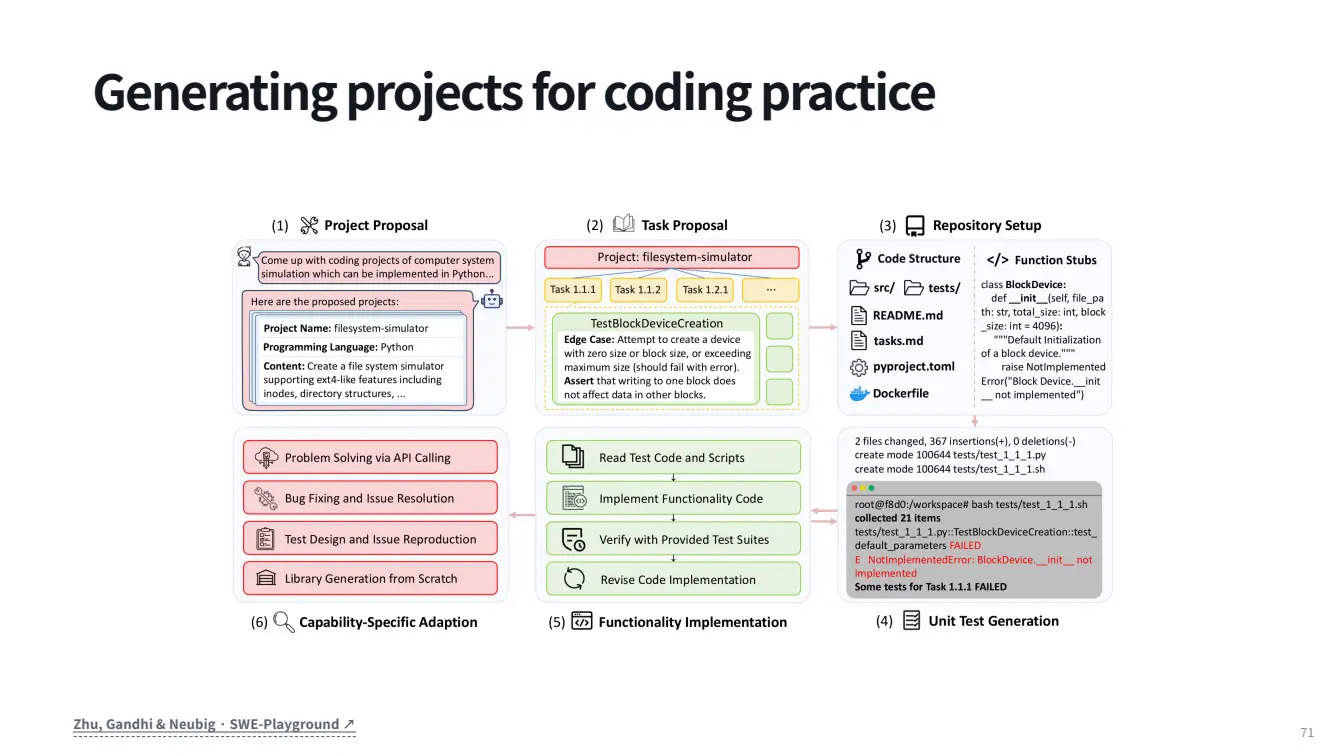 Generating projects for coding practice
(1) Project Proposal
Come up with coding projects of computer system
simulation which can be implemented in Python...
Here are the proposed projects:
Project Name: filesystem-simulator
Programming Language: Python
Content: Create a file system simulator
supporting ext4-like features including
inodes, directory structures, ...
(2) Task Proposal
Project: filesystem-simulator
Task 1.1.1
Task 1.1.2
Task 1.2.1
...
TestBlockDeviceCreation
Edge Case: Attempt to create a device
with zero size or block size, or exceeding
maximum size (should fail with error).
Assert that writing to one block does
not affect data in other blocks.
(3) Repository Setup
Code Structure
src/ tests/
README.md
tasks.md
pyproject.toml
Dockerfile
</> Function Stubs
class BlockDevice:
def __init__(self, file_pa
th: str, total_size: int, block
_size: int = 4096):
"""Default Initialization
of a block device."""
raise NotImplemented
Error("Block Device.__init
__ not implemented")
2 files changed, 367 insertions(+), 0 deletions(-)
create mode 100644 tests/test_1_1_1.py
create mode 100644 tests/test_1_1_1.sh
root@f8d0:/workspace# bash tests/test_1_1_1.sh
collected 21 items
tests/test_1_1_1.py::TestBlockDeviceCreation::test_
default_parameters FAILED
E NotImplementedError: BlockDevice.__init__ not
implemented
Some tests for Task 1.1.1 FAILED
(4) Unit Test Generation
Read Test Code and Scripts
Implement Functionality Code
Verify with Provided Test Suites
Revise Code Implementation
(5) Functionality Implementation
Problem Solving via API Calling
Bug Fixing and Issue Resolution
Test Design and Issue Reproduction
Library Generation from Scratch
(6) Capability-Specific Adaption
Zhu, Gandhi & Neubig · SWE-Playground ↗
71